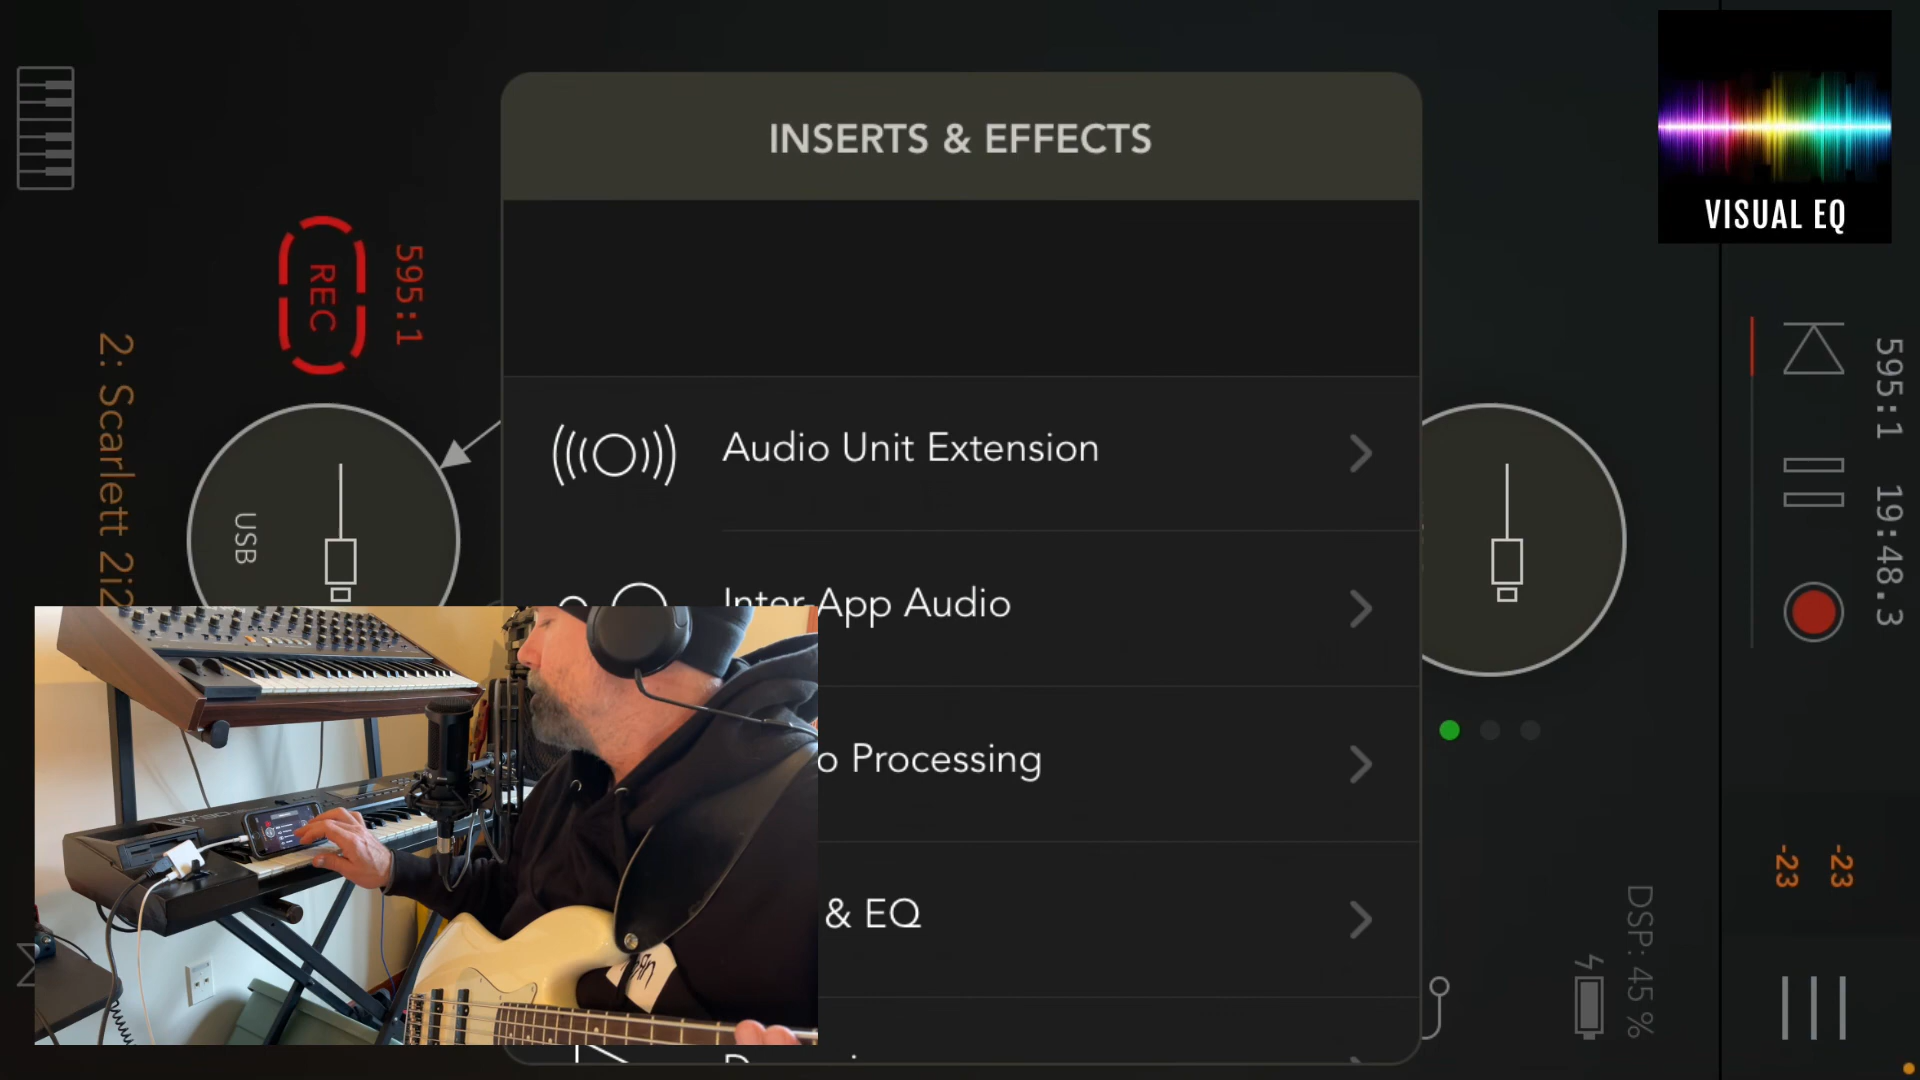 INSERTS & EFFECTS
VISUAL EQ
REC
595:1
2: Scarlett 2i2
USB
Audio Unit Extension
Inter App Audio
o Processing
& EQ
595:1 19:48.3
-23 -23
DSP: 45 %